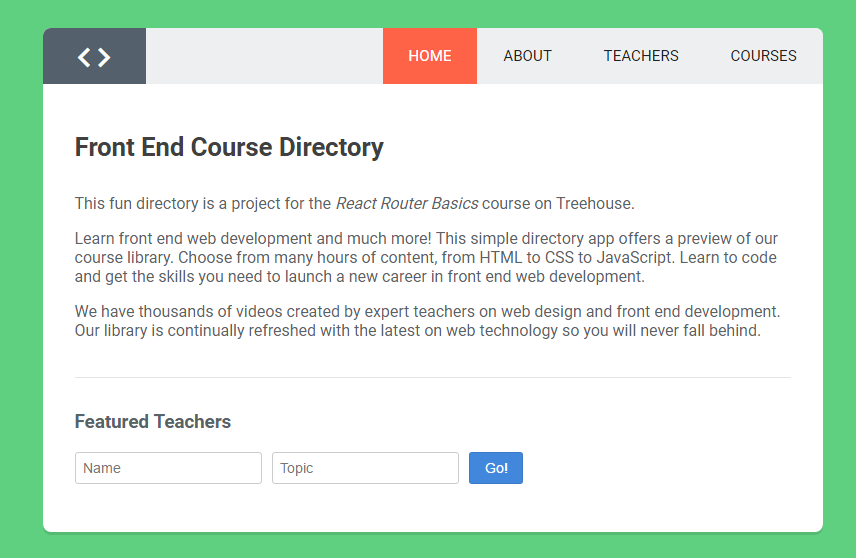 HOME ABOUT TEACHERS COURSES
Front End Course Directory
This fun directory is a project for the React Router Basics course on Treehouse.
Learn front end web development and much more! This simple directory app offers a preview of our
course library. Choose from many hours of content, from HTML to CSS to JavaScript. Learn to code
and get the skills you need to launch a new career in front end web development.
We have thousands of videos created by expert teachers on web design and front end development.
Our library is continually refreshed with the latest on web technology so you will never fall behind.
Featured Teachers
Name Topic Go!